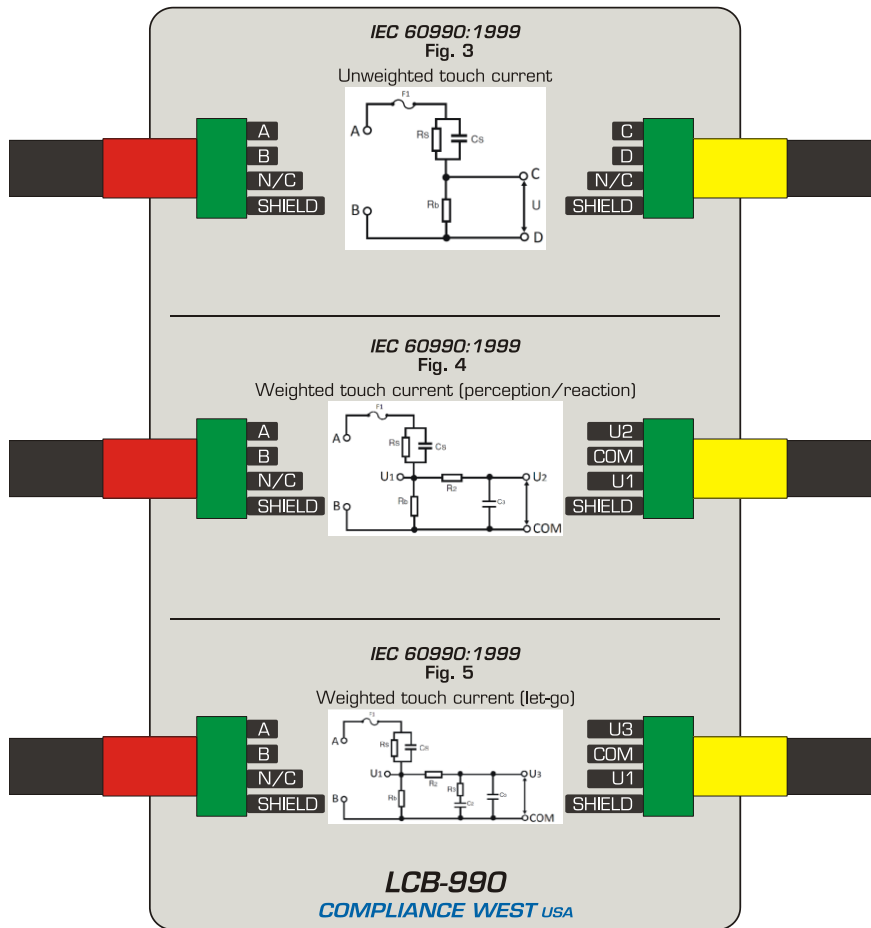 IEC 60990:1999
Fig. 3
Unweighted touch current
F1
A
Rs
Cs
C
Rb
U
B
D
A
B
N/C
SHIELD
C
D
N/C
SHIELD
IEC 60990:1999
Fig. 4
Weighted touch current (perception/reaction)
F1
A
Rs
Cs
U1
R2
U2
Rb
C3
B
COM
A
B
N/C
SHIELD
U2
COM
U1
SHIELD
IEC 60990:1999
Fig. 5
Weighted touch current (let-go)
A
Rs
U1
R2
U3
Rb
R3
B
COM
A
B
N/C
SHIELD
U3
COM
U1
SHIELD
LCB-990
COMPLIANCE WEST USA